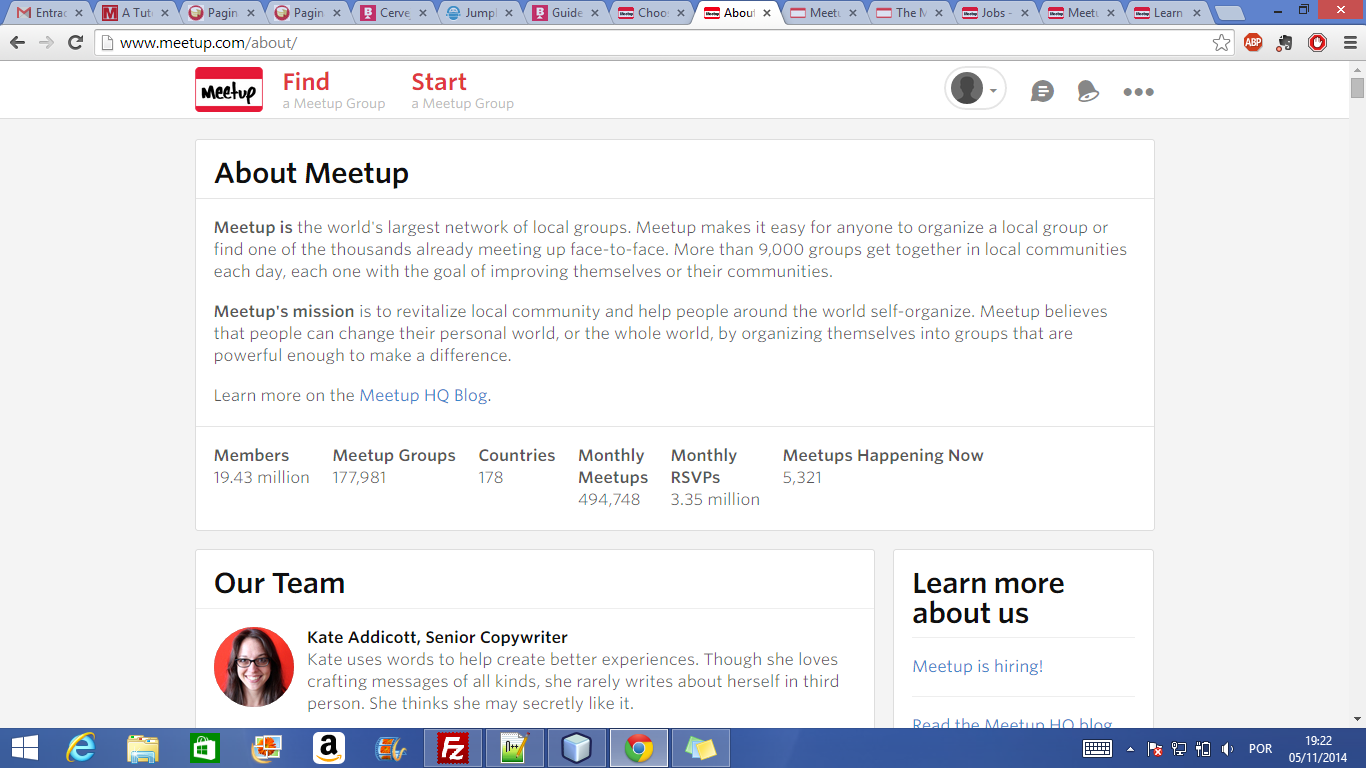 Entrac
A Tuto
Pagin
Pagin
Cerve
Jumpl
Guide
Choo
About
Meetu
The M
Jobs -
Meetu
Learn
www.meetup.com/about/
ABP
Meetup
Find
a Meetup Group
Start
a Meetup Group
About Meetup
Meetup is the world's largest network of local groups. Meetup makes it easy for anyone to organize a local group or
find one of the thousands already meeting up face-to-face. More than 9,000 groups get together in local communities
each day, each one with the goal of improving themselves or their communities.
Meetup's mission is to revitalize local community and help people around the world self-organize. Meetup believes
that people can change their personal world, or the whole world, by organizing themselves into groups that are
powerful enough to make a difference.
Learn more on the Meetup HQ Blog.
Members
19.43 million
Meetup Groups
177,981
Countries
178
Monthly
Meetups
494,748
Monthly
RSVPs
3.35 million
Meetups Happening Now
5,321
Our Team
Kate Addicott, Senior Copywriter
Kate uses words to help create better experiences. Though she loves
crafting messages of all kinds, she rarely writes about herself in third
person. She thinks she may secretly like it.
Learn more
about us
Meetup is hiring!
Read the Meetup HQ blog
POR
19:22
05/11/2014